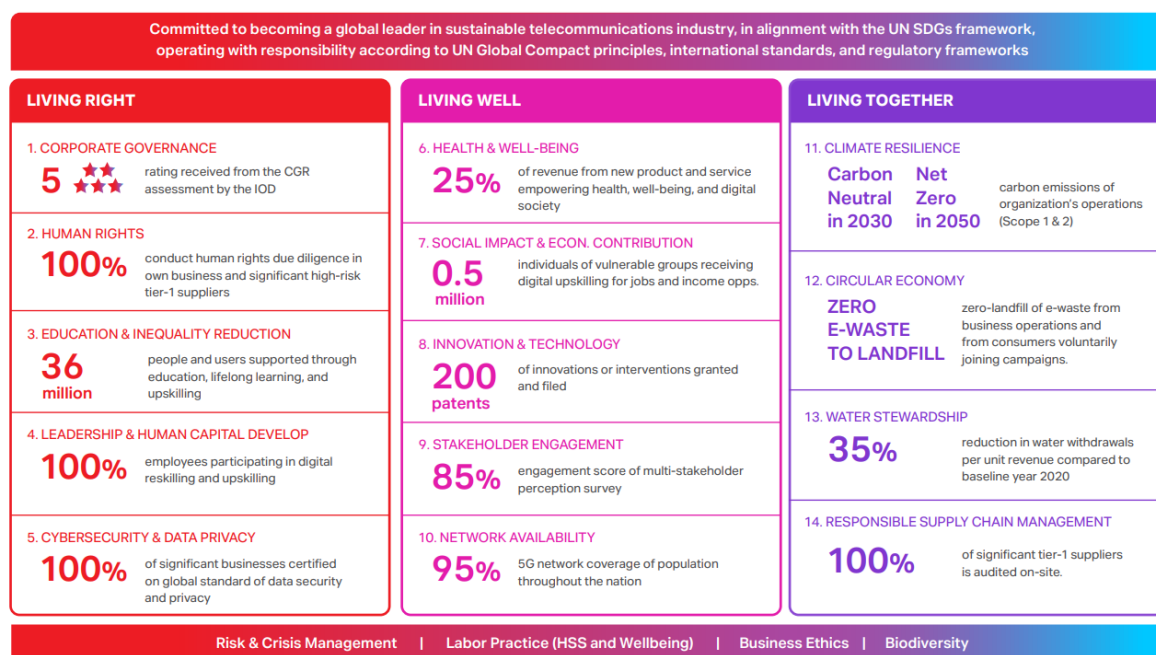 Committed to becoming a global leader in sustainable telecommunications industry, in alignment with the UN SDGs framework,
operating with responsibility according to UN Global Compact principles, international standards, and regulatory frameworks
LIVING RIGHT
1. CORPORATE GOVERNANCE
5
rating received from the CGR
assessment by the IOD
2. HUMAN RIGHTS
100%
conduct human rights due diligence in
own business and significant high-risk
tier-1 suppliers
3. EDUCATION & INEQUALITY REDUCTION
36
million
people and users supported through
education, lifelong learning, and
upskilling
4. LEADERSHIP & HUMAN CAPITAL DEVELOP
100%
employees participating in digital
reskilling and upskilling
5. CYBERSECURITY & DATA PRIVACY
100%
of significant businesses certified
on global standard of data security
and privacy
LIVING WELL
6. HEALTH & WELL-BEING
25%
of revenue from new product and service
empowering health, well-being, and digital
society
7. SOCIAL IMPACT & ECON. CONTRIBUTION
0.5
million
individuals of vulnerable groups receiving
digital upskilling for jobs and income opps.
8. INNOVATION & TECHNOLOGY
200
patents
of innovations or interventions granted
and filed
9. STAKEHOLDER ENGAGEMENT
85%
engagement score of multi-stakeholder
perception survey
10. NETWORK AVAILABILITY
95%
5G network coverage of population
throughout the nation
LIVING TOGETHER
11. CLIMATE RESILIENCE
Carbon
Neutral
in 2030
Net
Zero
in 2050
carbon emissions of
organization's operations
(Scope 1 & 2)
12. CIRCULAR ECONOMY
ZERO
E-WASTE
TO LANDFILL
zero-landfill of e-waste from
business operations and
from consumers voluntarily
joining campaigns.
13. WATER STEWARDSHIP
35%
reduction in water withdrawals
per unit revenue compared to
baseline year 2020
14. RESPONSIBLE SUPPLY CHAIN MANAGEMENT
100%
of significant tier-1 suppliers
is audited on-site.
Risk & Crisis Management | Labor Practice (HSS and Wellbeing) | Business Ethics | Biodiversity